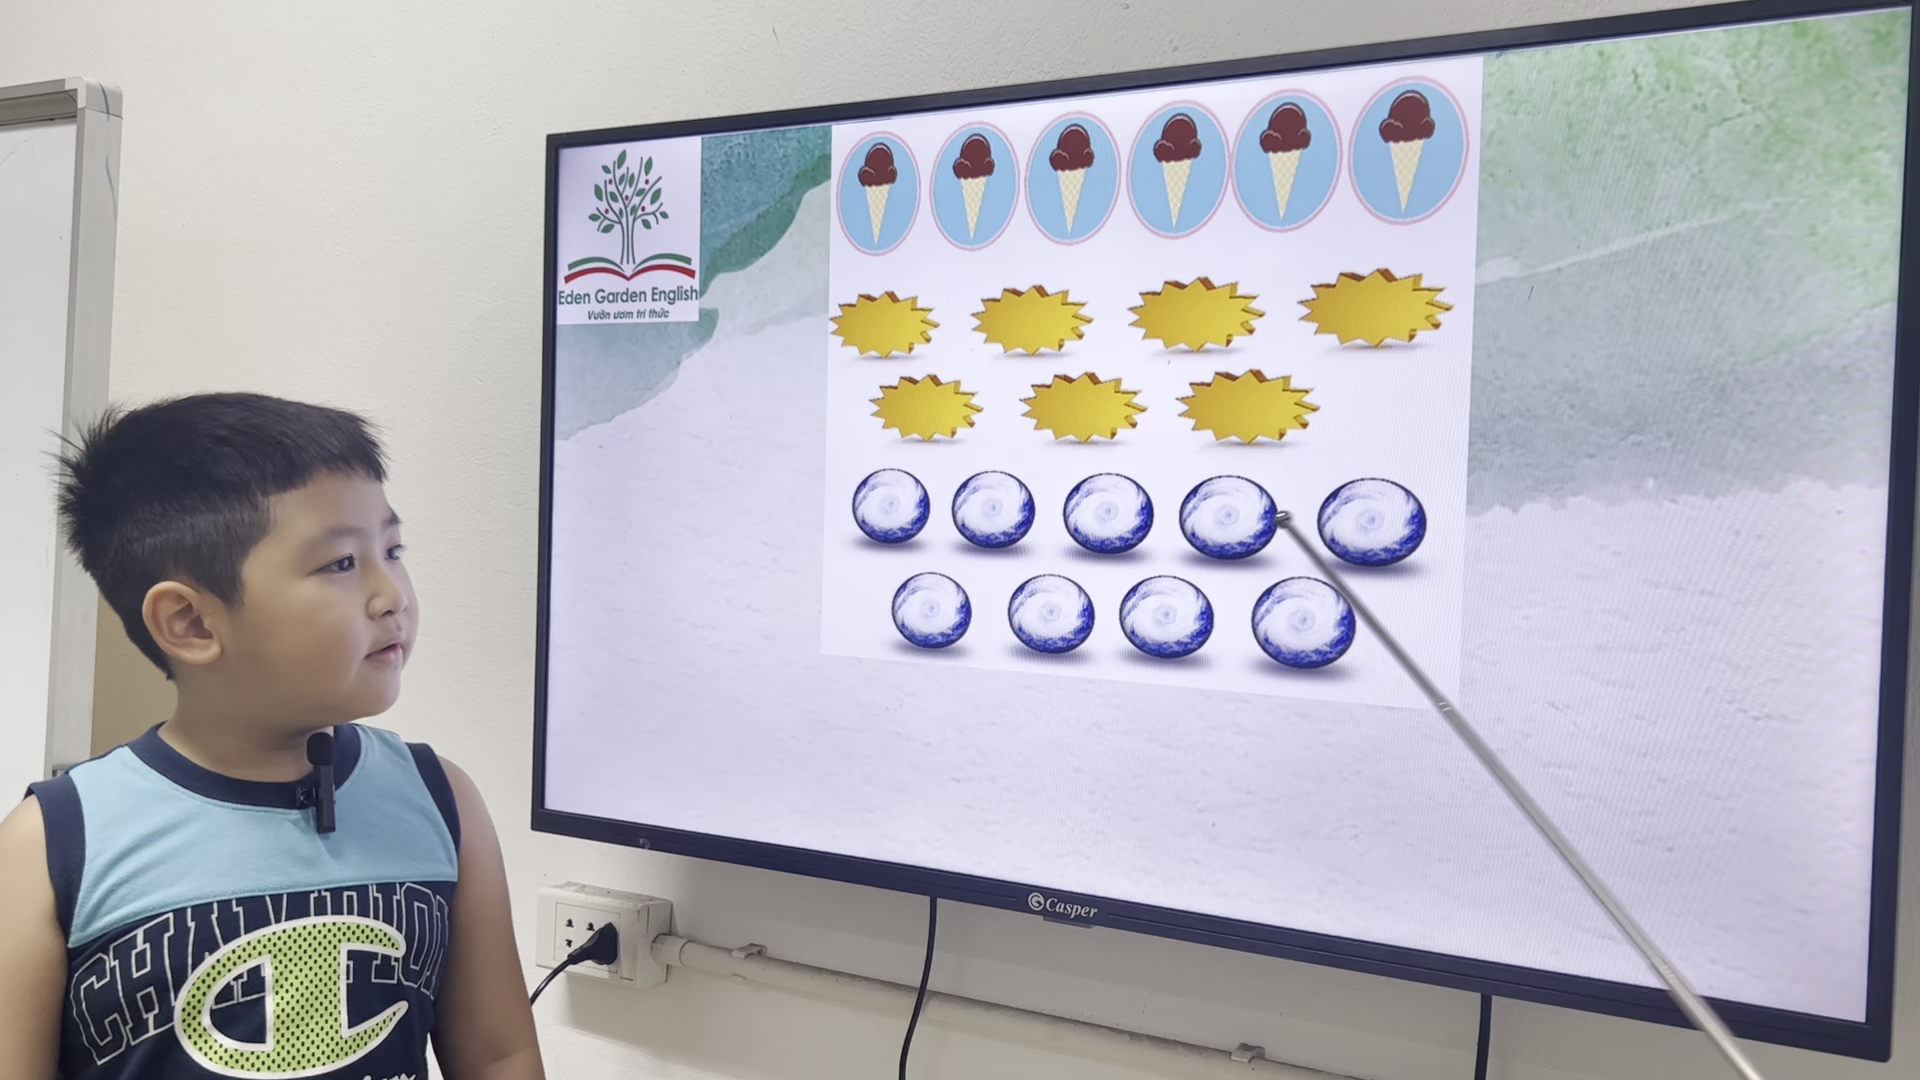 Eden Garden English
Vườn ươm tri thức
Casper
CHAMPION